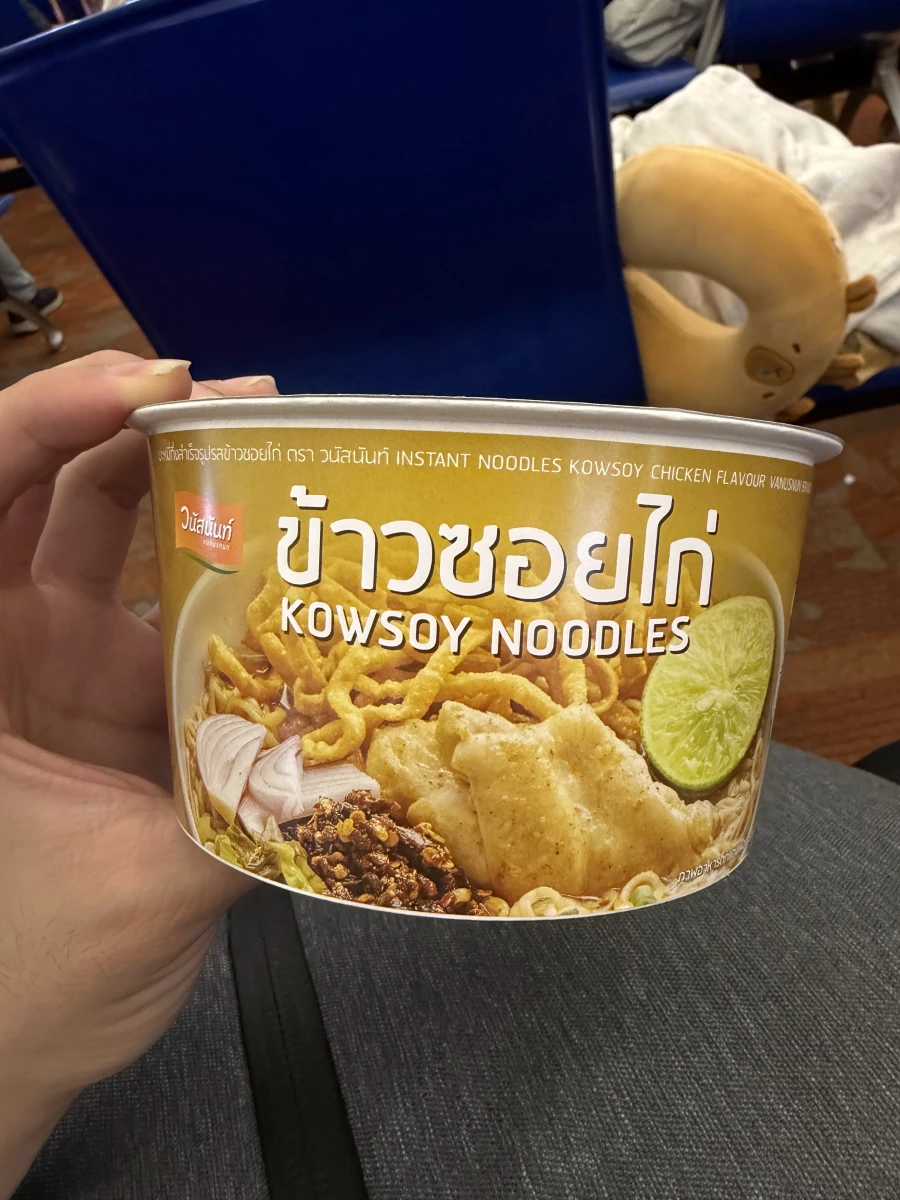 บะหมี่กึ่งสำเร็จรูปรสข้าวซอยไก่ ตรา วนัสนันท์ INSTANT NOODLES KOWSOY CHICKEN FLAVOUR VANUSNUN
วนัสนันท์
VANUSNUN
ข้าวซอยไก่
KOWSOY NOODLES